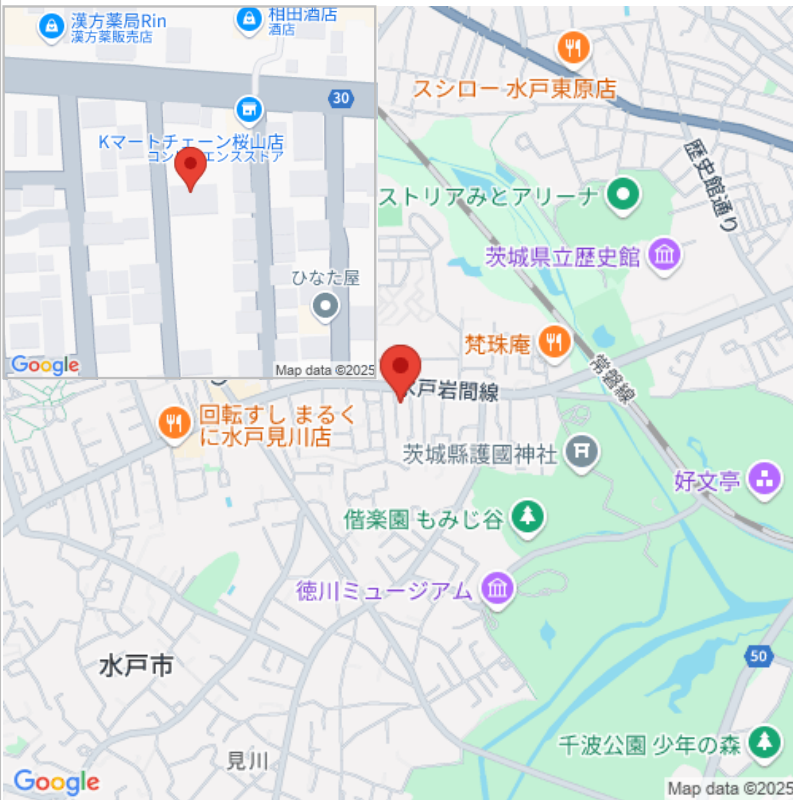 漢方薬局Rin
漢方薬販売店
相田酒店
酒店
30
Kマートチェーン桜山店
ひなた屋
Google
Map data ©2025
スシロー 水戸東原店
歴史館通り
ストリアみとアリーナ
茨城県立歴史館
梵珠庵
常磐線
水戸岩間線
回転すし まるく
に水戸見川店
茨城縣護國神社
好文亭
偕楽園 もみじ谷
徳川ミュージアム
水戸市
50
千波公園 少年の森
見川
Google
Map data ©2025